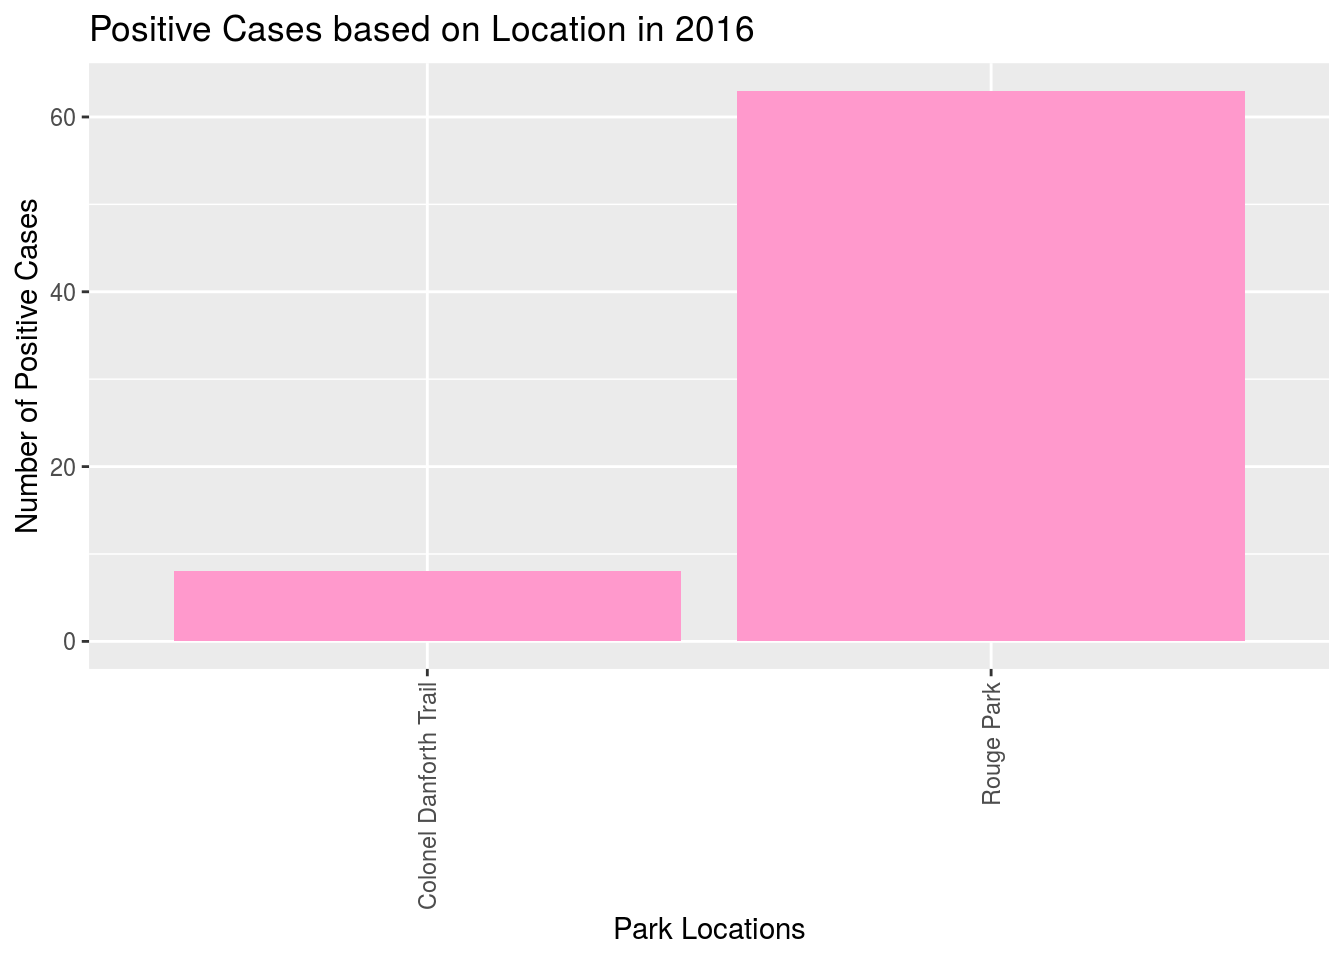 Positive Cases based on Location in 2016
Number of Positive Cases
60
40
20
0
Colonel Danforth Trail
Rouge Park
Park Locations